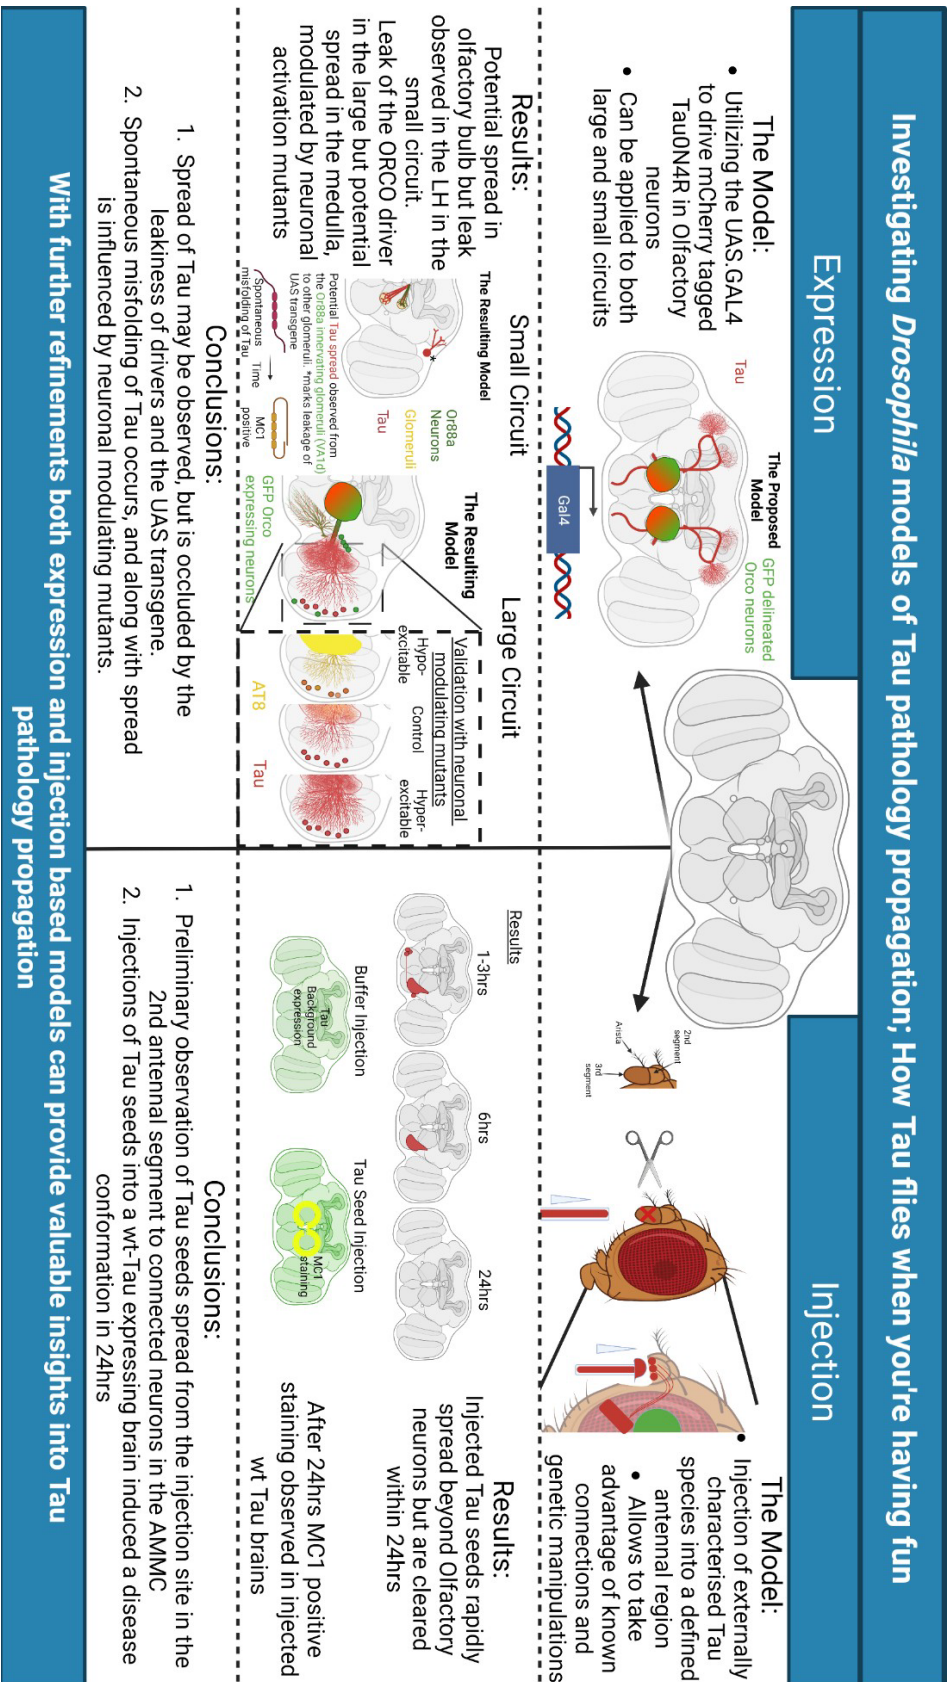 Investigating Drosophila models of Tau pathology propagation; How Tau flies when you're having fun
Expression
The Model:
• Utilizing the UAS.GAL4
to drive mCherry tagged
Tau0N4R in Olfactory
neurons
• Can be applied to both
large and small circuits
Tau
The Proposed
Model
GFP delineated
Orco neurons
Gal4
Results:
Potential spread in
olfactory bulb but leak
observed in the LH in the
small circuit.
Leak of the ORCO driver
in the large but potential
spread in the medulla,
modulated by neuronal
activation mutants
Small Circuit
The Resulting Model
*
Or88a
Neurons
Glomeruli
Tau
Potential Tau spread observed from
the Or88a innervating glomeruli (VA1d)
to other glomeruli. *marks leakage of
UAS transgene
Spontaneous
misfolding of Tau
Time
MC1
positive
Large Circuit
The Resulting
Model
GFP Orco
expressing neurons
Validation with neuronal
modulating mutants
Hypo-
excitable
Control
Hyper-
excitable
AT8
Tau
Conclusions:
1. Spread of Tau may be observed, but is occluded by the
leakiness of drivers and the UAS transgene.
2. Spontaneous misfolding of Tau occurs, and along with spread
is influenced by neuronal modulating mutants.
Injection
2nd
segment
Arista
3rd
segment
The Model:
• Injection of externally
characterised Tau
species into a defined
antennal region
• Allows to take
advantage of known
connections and
genetic manipulations
Results
1-3hrs
6hrs
24hrs
Buffer Injection
Tau
Background
expression
Tau Seed Injection
MC1
staining
Results:
Injected Tau seeds rapidly
spread beyond Olfactory
neurons but are cleared
within 24hrs
After 24hrs MC1 positive
staining observed in injected
wt Tau brains
Conclusions:
1. Preliminary observation of Tau seeds spread from the injection site in the
2nd antennal segment to connected neurons in the AMMC
2. Injections of Tau seeds into a wt-Tau expressing brain induced a disease
conformation in 24hrs
With further refinements both expression and injection based models can provide valuable insights into Tau
pathology propagation